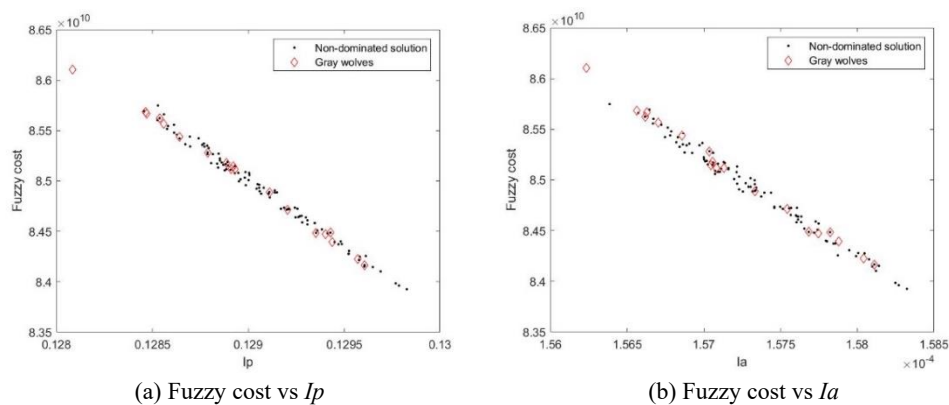 ×10^10
8.65
8.6
8.55
8.5
8.45
8.4
8.35
Fuzzy cost
Non-dominated solution
Gray wolves
0.128
0.1285
0.129
0.1295
0.13
Ip
(a) Fuzzy cost vs Ip
×10^10
8.65
8.6
8.55
8.5
8.45
8.4
8.35
Fuzzy cost
Non-dominated solution
Gray wolves
1.56
1.565
1.57
1.575
1.58
1.585
×10^-4
Ia
(b) Fuzzy cost vs Ia